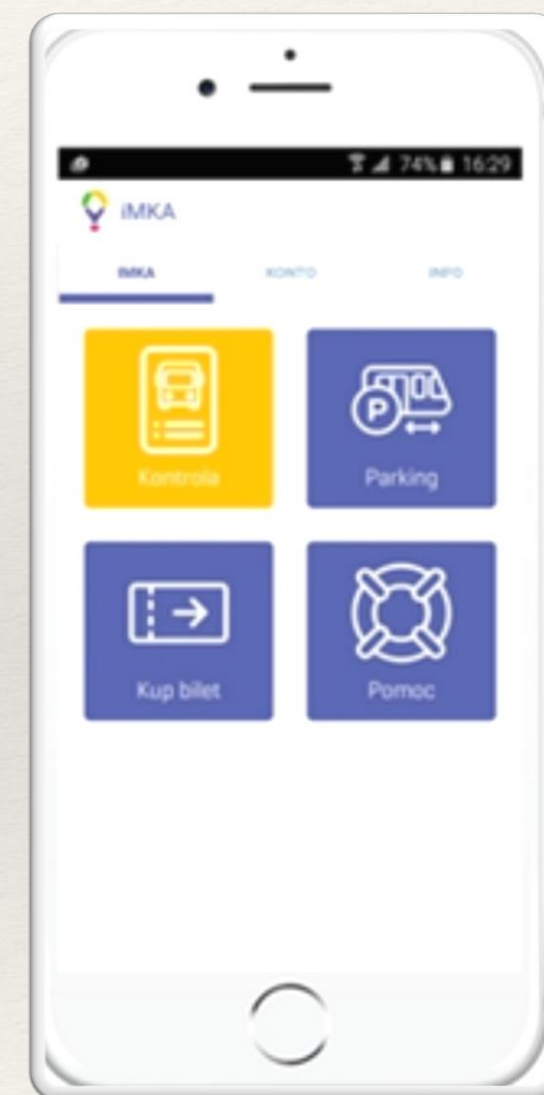 74% 16:29
iMKA
IMKA KONTO INFO
Kontrola
P
Parking
Kup bilet
Pomoc